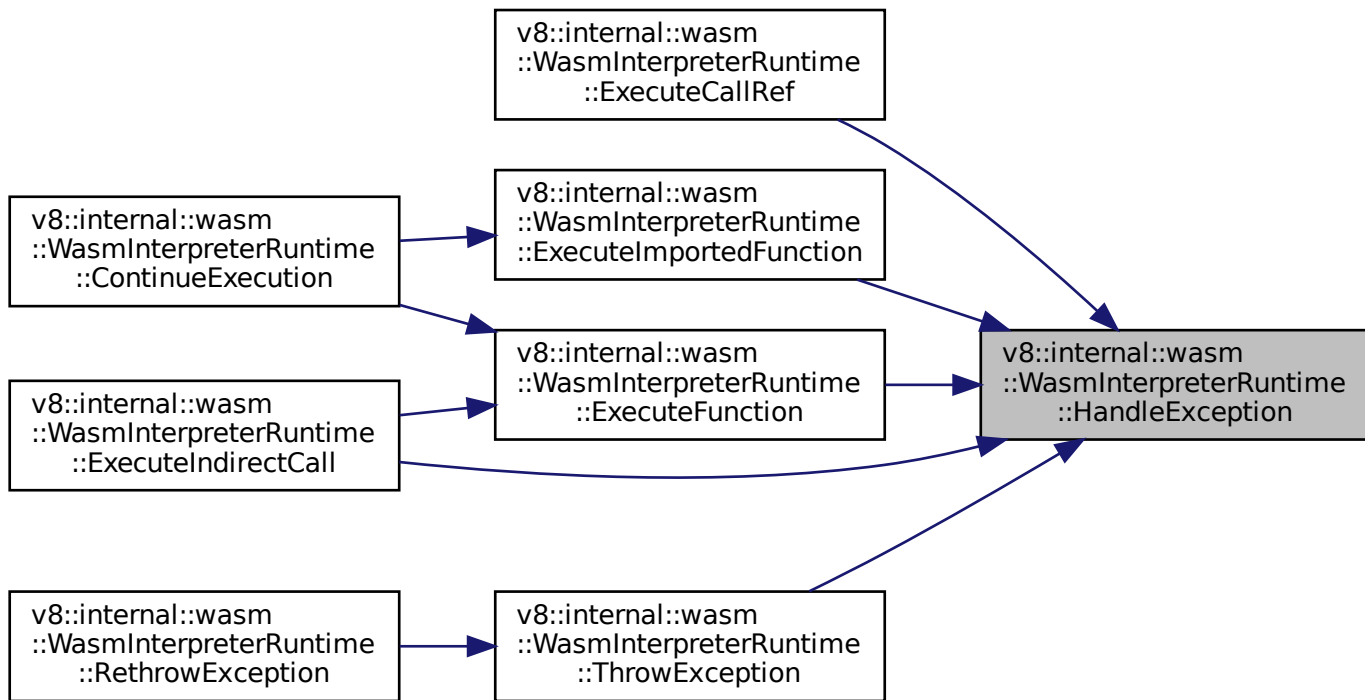 v8::internal::wasm
::WasmInterpreterRuntime
::ExecuteCallRef
v8::internal::wasm
::WasmInterpreterRuntime
::ExecuteImportedFunction
v8::internal::wasm
::WasmInterpreterRuntime
::ContinueExecution
v8::internal::wasm
::WasmInterpreterRuntime
::ExecuteFunction
v8::internal::wasm
::WasmInterpreterRuntime
::HandleException
v8::internal::wasm
::WasmInterpreterRuntime
::ExecuteIndirectCall
v8::internal::wasm
::WasmInterpreterRuntime
::RethrowException
v8::internal::wasm
::WasmInterpreterRuntime
::ThrowException